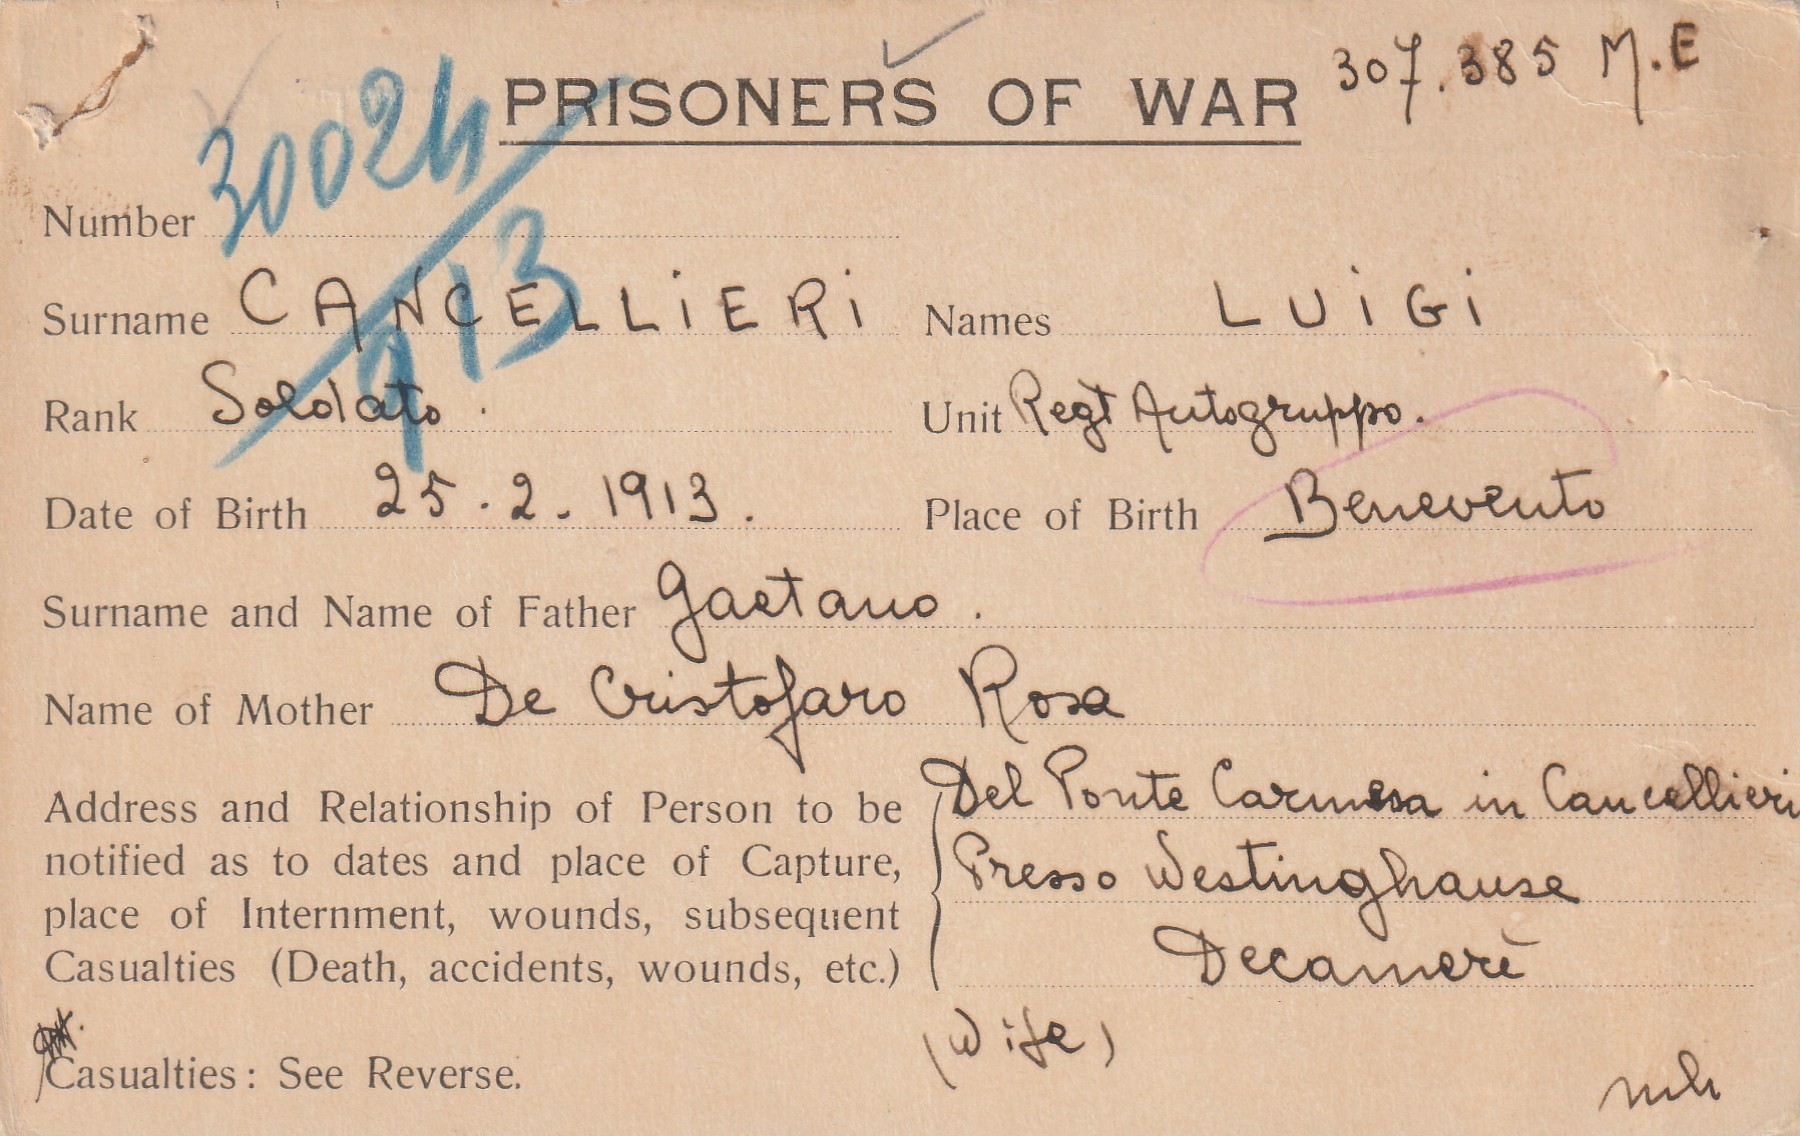 PRISONERS OF WAR 307.385 M.E
30024
913
Number
Surname CANCELLiERi Names LUiGi
Rank Soldato. Unit Regt Autogruppo.
Date of Birth 25.2.1913. Place of Birth Benevento
Surname and Name of Father Gaetano.
Name of Mother De Cristofaro Rosa
Address and Relationship of Person to be notified as to dates and place of Capture, place of Internment, wounds, subsequent Casualties (Death, accidents, wounds, etc.)
Del Ponte Carmesa in Cancellieri
Presso Westinghause
Decamerè
(Wife)
Casualties: See Reverse.